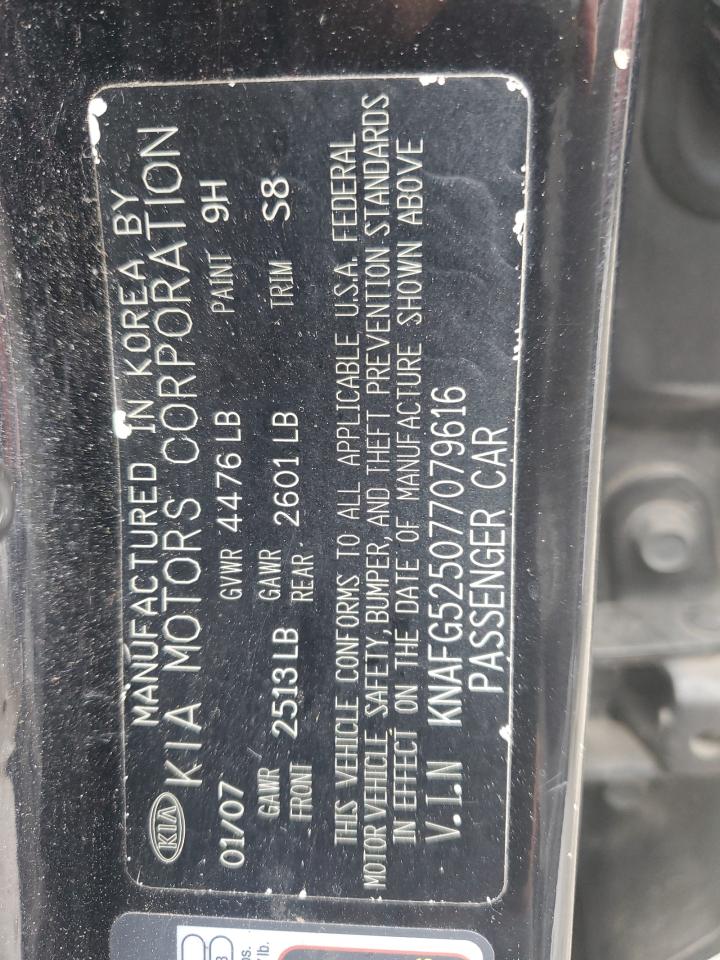 MANUFACTURED IN KOREA BY
KIA KIA MOTORS CORPORATION
01/07 GVWR 4476 LB PAINT 9H
GAWR FRONT 2513 LB GAWR REAR 2601 LB TRIM S8
THIS VEHICLE CONFORMS TO ALL APPLICABLE U.S.A. FEDERAL
MOTOR VEHICLE SAFETY, BUMPER, AND THEFT PREVENTION STANDARDS
IN EFFECT ON THE DATE OF MANUFACTURE SHOWN ABOVE
V.I.N KNAFG525077079616
PASSENGER CAR
lb.